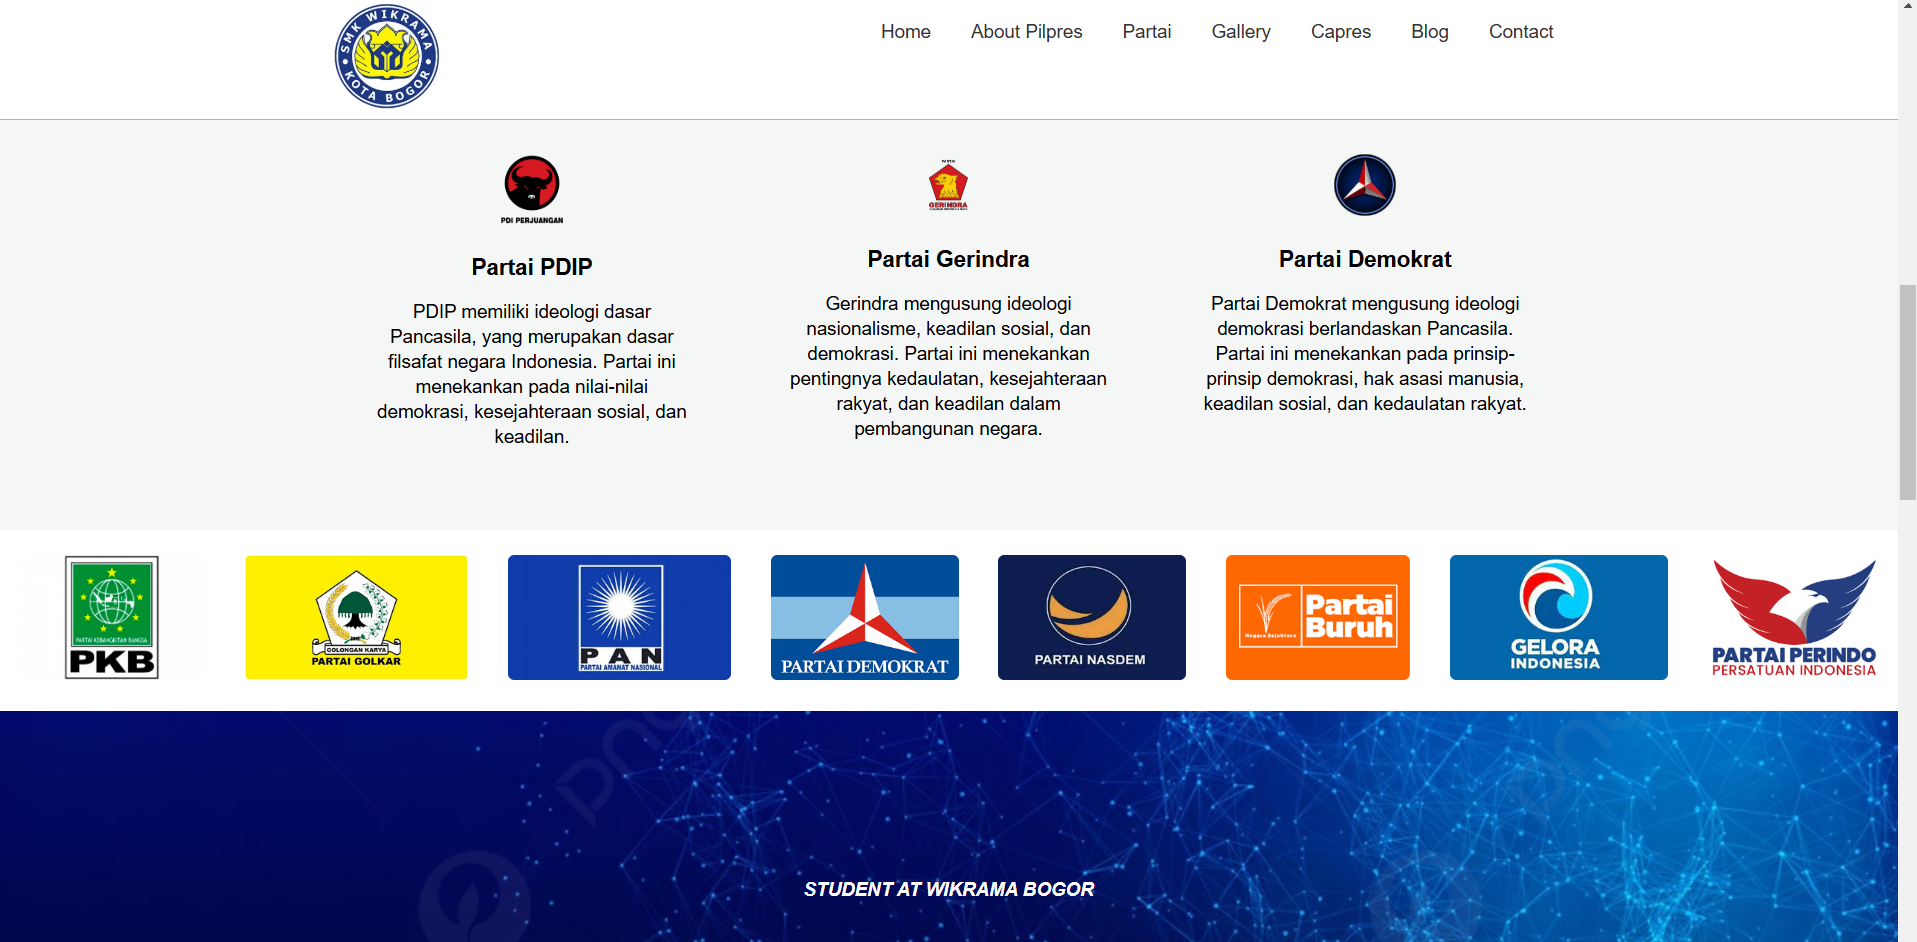 SMK WIKRAMA
KOTA BOGOR
Home About Pilpres Partai Gallery Capres Blog Contact
PDI PERJUANGAN
Partai PDIP
PDIP memiliki ideologi dasar
Pancasila, yang merupakan dasar
filsafat negara Indonesia. Partai ini
menekankan pada nilai-nilai
demokrasi, kesejahteraan sosial, dan
keadilan.
PARTAI
GERINDRA
Partai Gerindra
Gerindra mengusung ideologi
nasionalisme, keadilan sosial, dan
demokrasi. Partai ini menekankan
pentingnya kedaulatan, kesejahteraan
rakyat, dan keadilan dalam
pembangunan negara.
Partai Demokrat
Partai Demokrat mengusung ideologi
demokrasi berlandaskan Pancasila.
Partai ini menekankan pada prinsip-
prinsip demokrasi, hak asasi manusia,
keadilan sosial, dan kedaulatan rakyat.
PARTAI KEBANGKITAN BANGSA
PKB
GOLONGAN KARYA
PARTAI GOLKAR
PAN
PARTAI AMANAT NASIONAL
PARTAI DEMOKRAT
PARTAI NASDEM
Negara Sejahtera
Partai
Buruh
GELORA
INDONESIA
PARTAI PERINDO
PERSATUAN INDONESIA
STUDENT AT WIKRAMA BOGOR